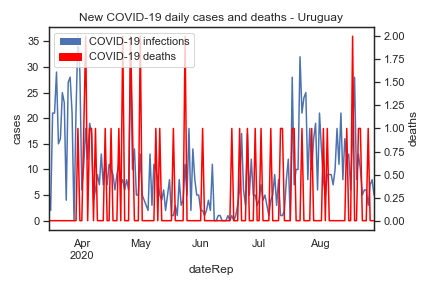 New COVID-19 daily cases and deaths - Uruguay
COVID-19 infections
COVID-19 deaths
35
30
25
20
15
10
5
0
cases
2.00
1.75
1.50
1.25
1.00
0.75
0.50
0.25
0.00
deaths
Apr May Jun Jul Aug
2020
dateRep